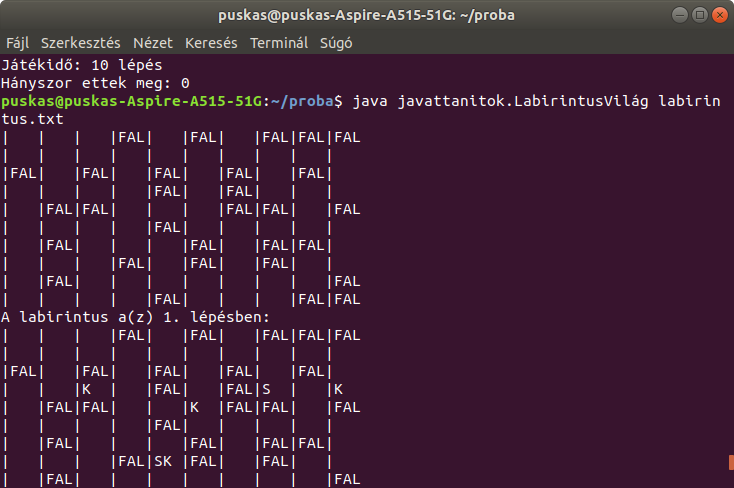 puskas@puskas-Aspire-A515-51G: ~/proba
Fájl Szerkesztés Nézet Keresés Terminál Súgó
Játékidő: 10 lépés
Hányszor ettek meg: 0
puskas@puskas-Aspire-A515-51G:~/proba$ java javattanitok.LabirintusVilág labirin
tus.txt
|   |   |   |FAL|   |FAL|   |FAL|FAL|FAL
|   |   |   |   |   |   |   |   |   |
|FAL|   |FAL|   |FAL|   |FAL|   |FAL|
|   |   |   |   |FAL|   |FAL|   |   |
|   |FAL|FAL|   |   |   |FAL|FAL|   |FAL
|   |   |   |   |FAL|   |   |   |   |
|   |FAL|   |   |   |FAL|   |FAL|FAL|
|   |   |   |FAL|   |FAL|   |FAL|   |
|   |FAL|   |   |   |   |   |   |   |FAL
|   |   |   |   |FAL|   |   |   |FAL|FAL
A labirintus a(z) 1. lépésben:
|   |   |   |FAL|   |FAL|   |FAL|FAL|FAL
|   |   |   |   |   |   |   |   |   |
|FAL|   |FAL|   |FAL|   |FAL|   |FAL|
|   |   |K  |   |FAL|   |FAL|S  |   |K
|   |FAL|FAL|   |   |K  |FAL|FAL|   |FAL
|   |   |   |   |FAL|   |   |   |   |
|   |FAL|   |   |   |FAL|   |FAL|FAL|
|   |   |   |FAL|SK |FAL|   |FAL|   |
|   |FAL|   |   |   |   |   |   |   |FAL